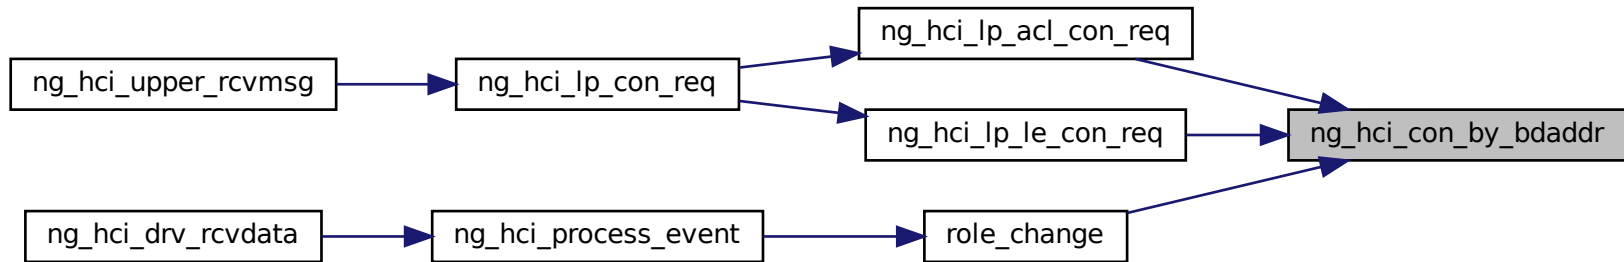 ng_hci_lp_acl_con_req
ng_hci_upper_rcvmsg
ng_hci_lp_con_req
ng_hci_lp_le_con_req
ng_hci_con_by_bdaddr
ng_hci_drv_rcvdata
ng_hci_process_event
role_change